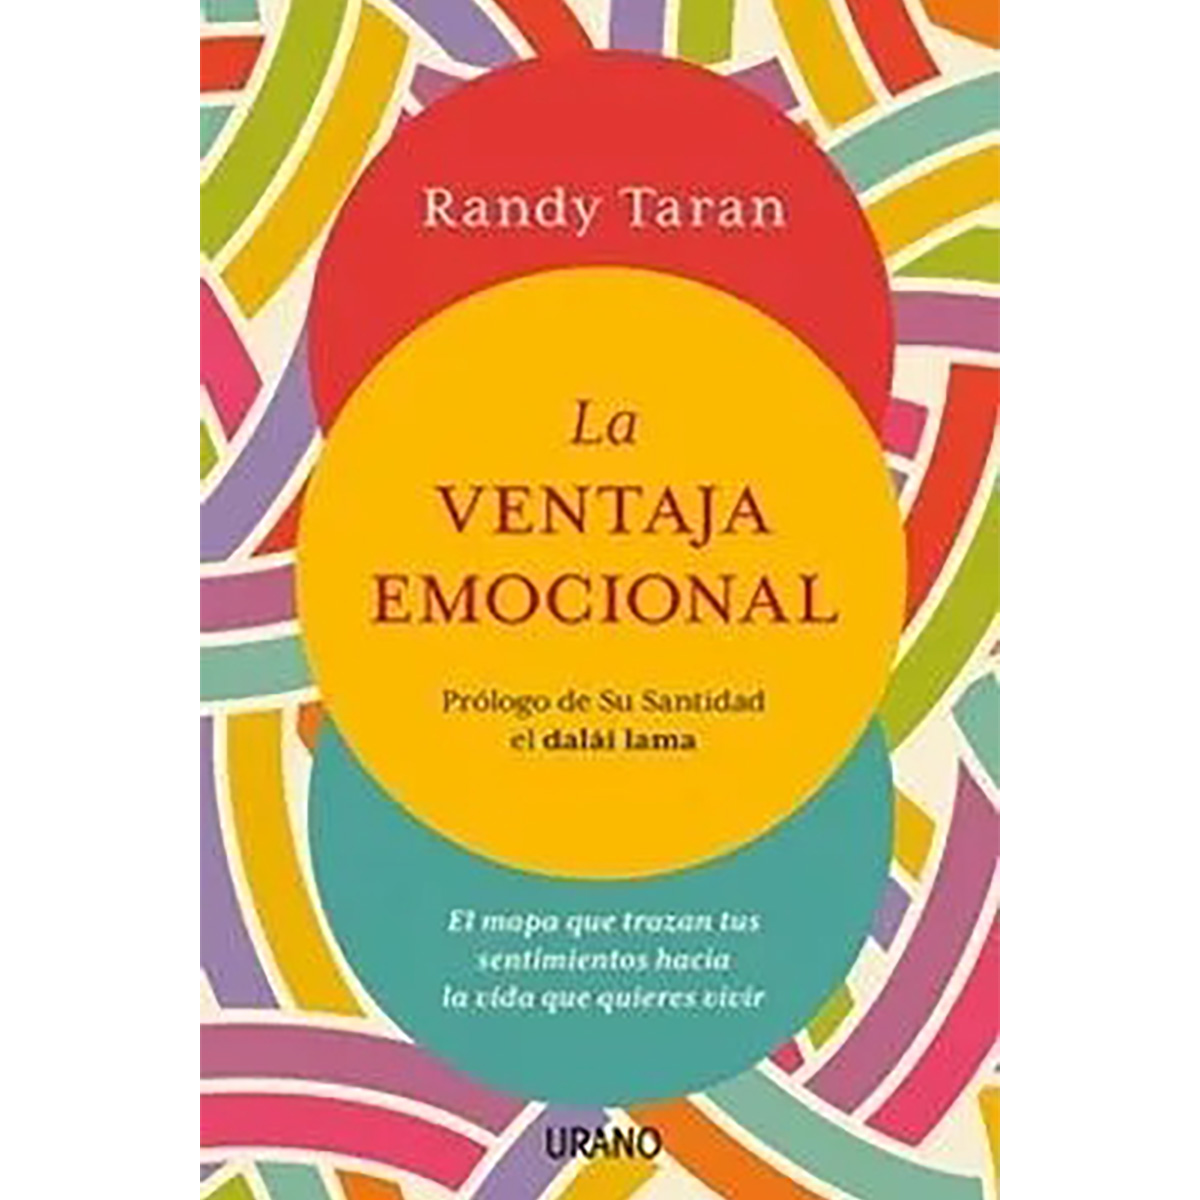 Randy Taran
La
VENTAJA
EMOCIONAL
Prólogo de Su Santidad
el dalái lama
El mapa que trazan tus
sentimientos hacia
la vida que quieres vivir
URANO